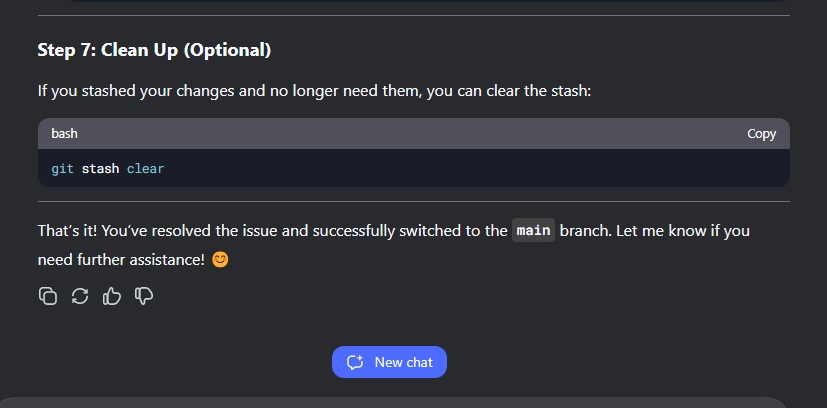 Step 7: Clean Up (Optional)
If you stashed your changes and no longer need them, you can clear the stash:
bash
Copy
git stash clear
That's it! You've resolved the issue and successfully switched to the main branch. Let me know if you
need further assistance! 😊
New chat